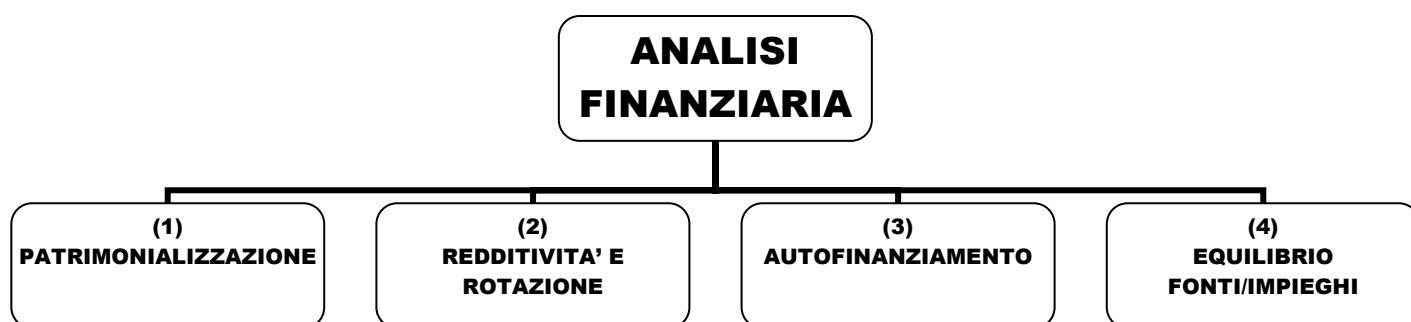 ANALISI
FINANZIARIA
(1)
PATRIMONIALIZZAZIONE
(2)
REDDITIVITA’ E
ROTAZIONE
(3)
AUTOFINANZIAMENTO
(4)
EQUILIBRIO
FONTI/IMPIEGHI